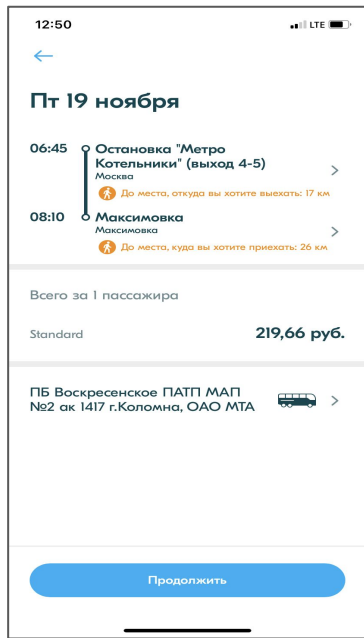 12:50
LTE
Пт 19 ноября
06:45
Остановка "Метро
Котельники" (выход 4-5)
Москва
До места, откуда вы хотите выехать: 17 км
08:10
Максимовка
Максимовка
До места, куда вы хотите приехать: 26 км
Всего за 1 пассажира
Standard
219,66 руб.
ПБ Воскресенское ПАТП МАП
№2 ак 1417 г.Коломна, ОАО МТА
Продолжить